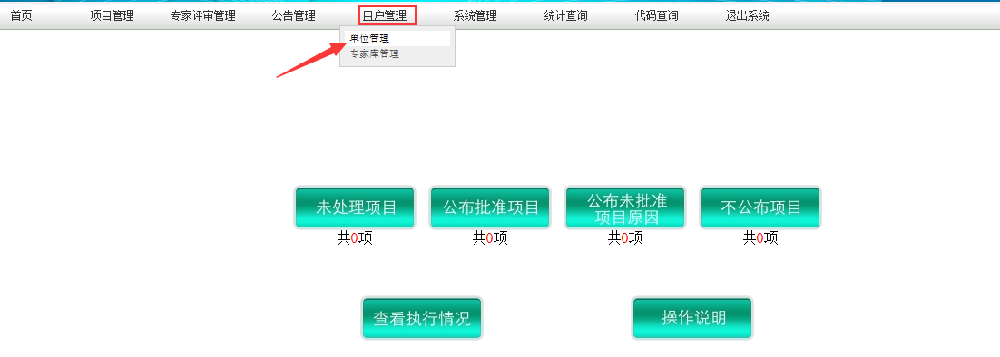 首页 项目管理 专家评审管理 公告管理 用户管理 系统管理 统计查询 代码查询 退出系统
单位管理
专家库管理
未处理项目 公布批准项目 公布未批准 不公布项目
项目原因
共0项 共0项 共0项 共0项
查看执行情况 操作说明